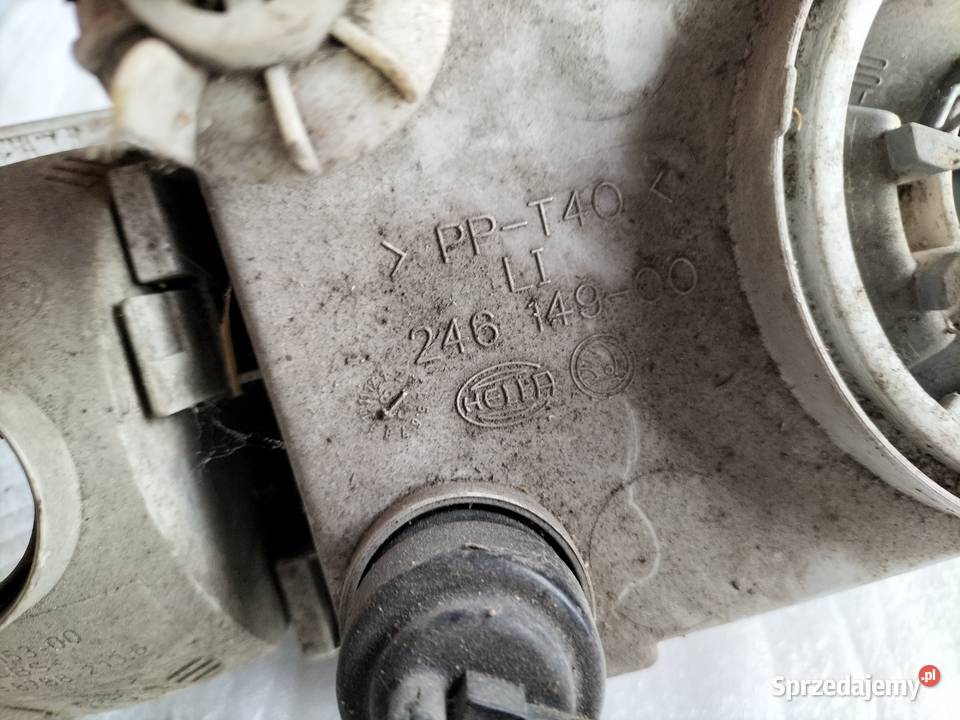 > PP-T40 <
LI
246 149-00
HELLA
Sprzedajemy.pl